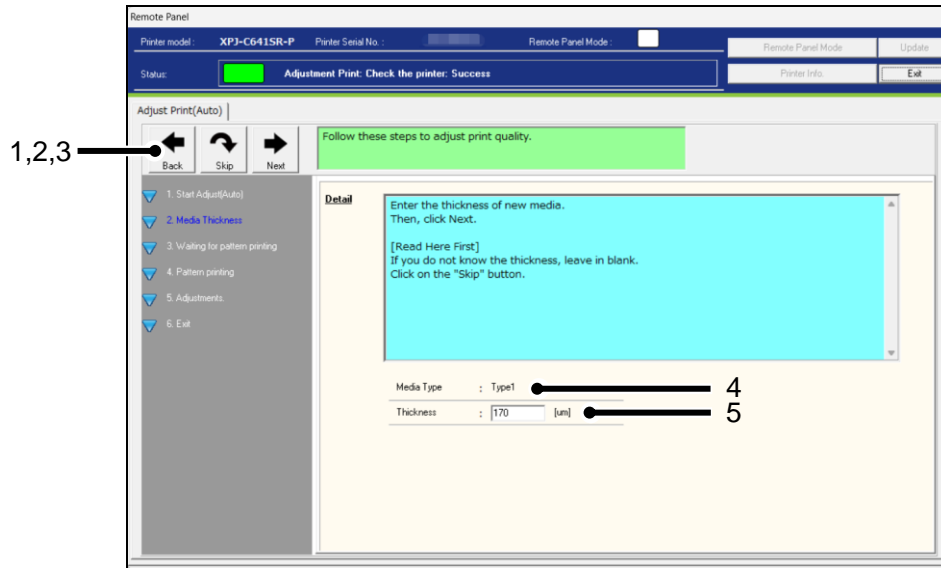 Remote Panel
Printer model : XPJ-C641SR-P Printer Serial No. : Remote Panel Mode :
Remote Panel Mode Update
Status: Adjustment Print: Check the printer: Success
Printer Info. Exit
Adjust Print(Auto)
1,2,3
Back Skip Next
Follow these steps to adjust print quality.
1. Start Adjust(Auto)
2. Media Thickness
3. Waiting for pattern printing
4. Pattern printing
5. Adjustments
6. Exit
Detail
Enter the thickness of new media.
Then, click Next.
[Read Here First]
If you do not know the thickness, leave in blank.
Click on the "Skip" button.
Media Type : Type1 4
Thickness : 170 [um] 5